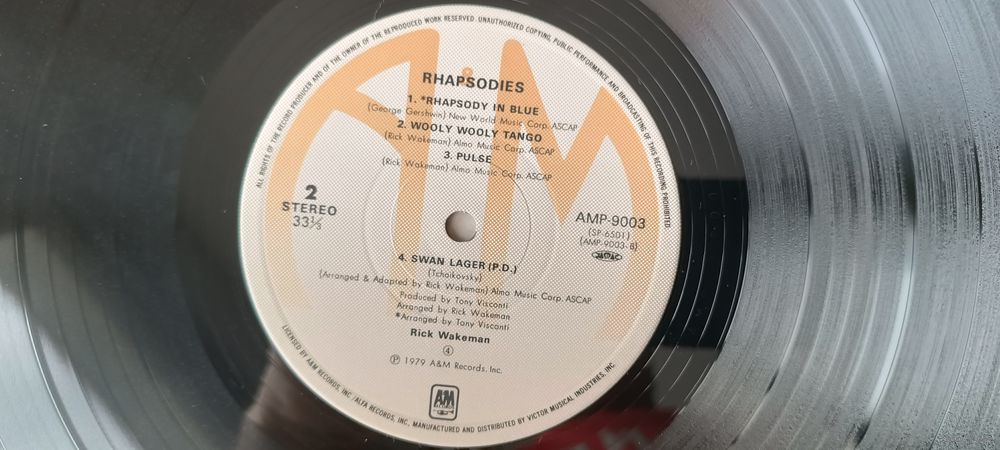 ALL RIGHTS OF THE RECORD PRODUCER AND OF THE OWNER OF THE REPRODUCED WORK RESERVED. UNAUTHORIZED COPYING, PUBLIC PERFORMANCE AND BROADCASTING OF THIS RECORDING PROHIBITED
RHAPSODIES
1. *RHAPSODY IN BLUE
(George Gershwin) New World Music Corp. ASCAP
2. WOOLY WOOLY TANGO
(Rick Wakeman) Almo Music Corp. ASCAP
3. PULSE
(Rick Wakeman) Almo Music Corp. ASCAP
2
STEREO
33⅓
AMP-9003
(SP-6501)
(AMP-9003-B)
JASRAC
4. SWAN LAGER (P.D.)
(Tchaikovsky)
(Arranged & Adapted by Rick Wakeman) Almo Music Corp. ASCAP
Produced by Tony Visconti
Arranged by Rick Wakeman
*Arranged by Tony Visconti
Rick Wakeman
④
Ⓟ 1979 A&M Records, Inc.
AM
LICENSED BY A&M RECORDS, INC./ALFA RECORDS, INC., MANUFACTURED AND DISTRIBUTED BY VICTOR MUSICAL INDUSTRIES, INC.